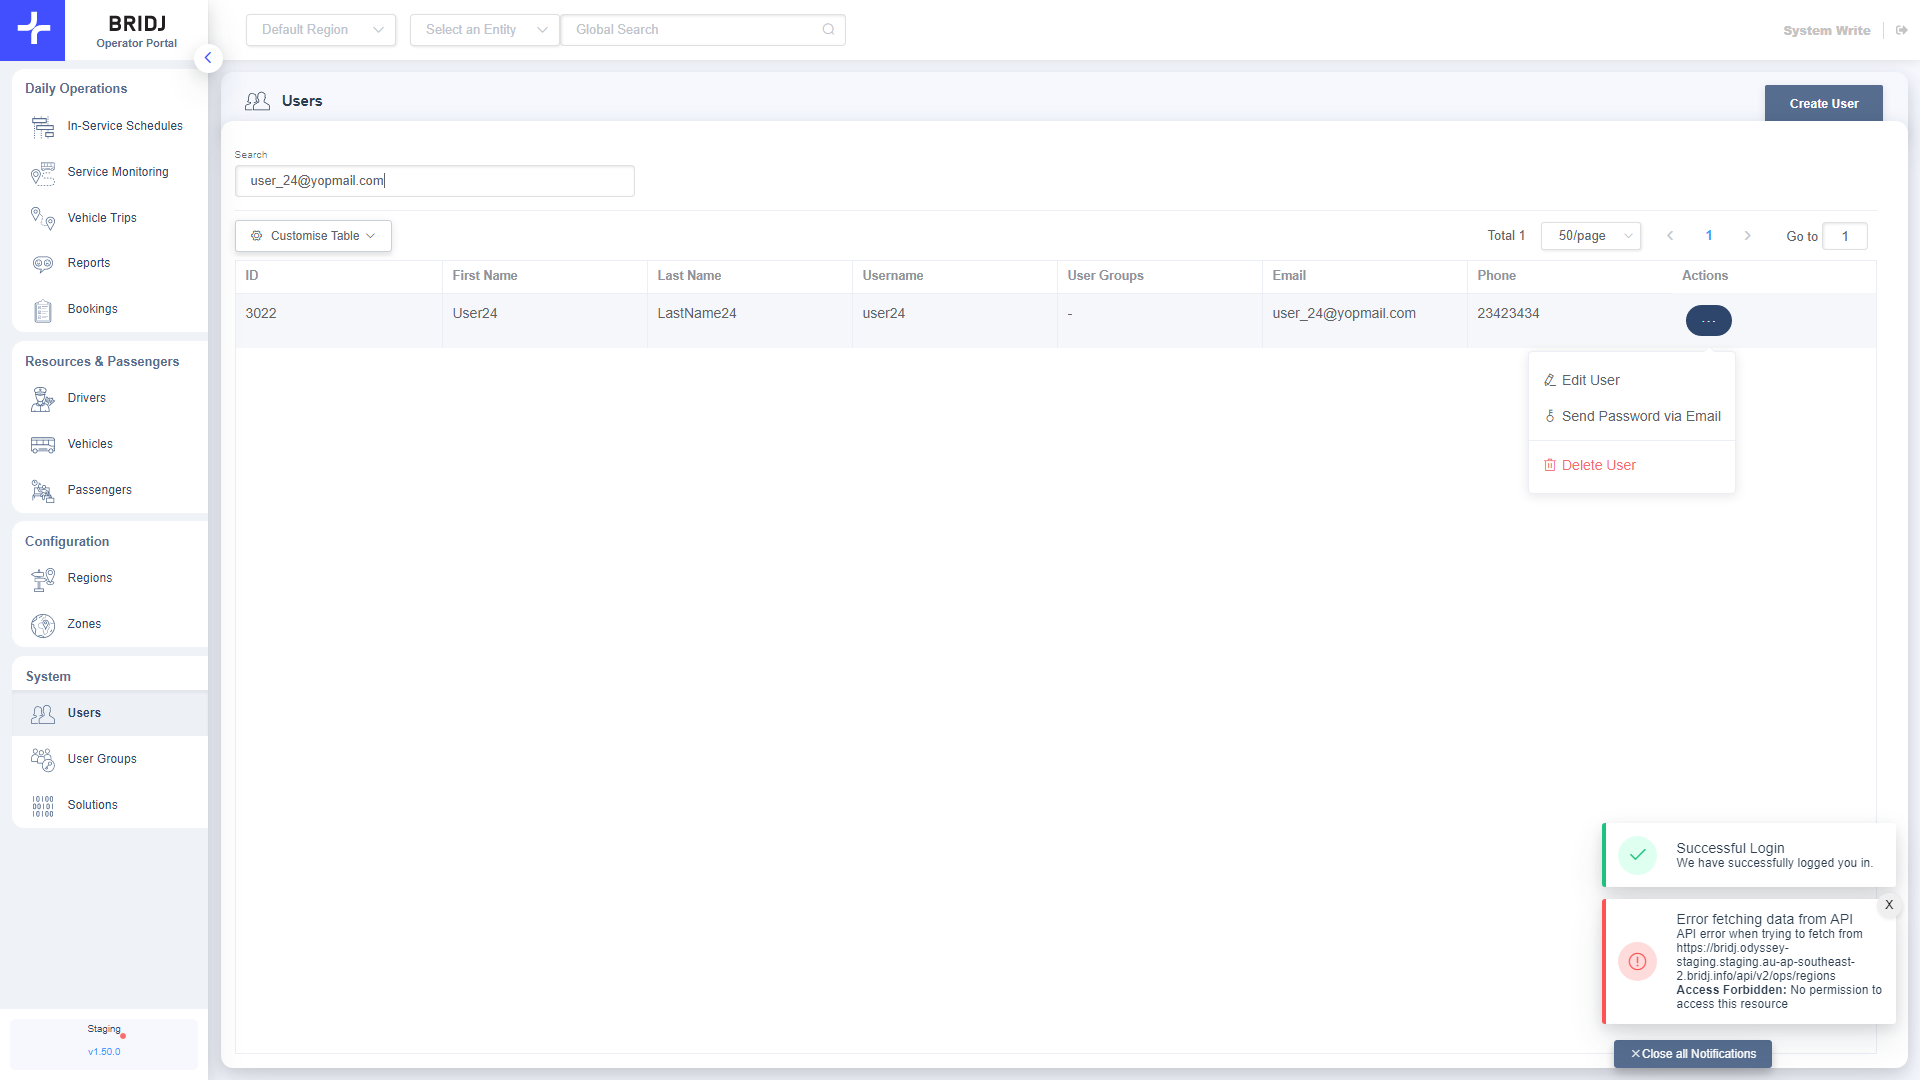 BRIDJ
Operator Portal
Default Region
Select an Entity
Global Search
System Write
Daily Operations
In-Service Schedules
Service Monitoring
Vehicle Trips
Reports
Bookings
Resources & Passengers
Drivers
Vehicles
Passengers
Configuration
Regions
Zones
System
Users
User Groups
Solutions
Staging
v1.50.0
Users
Create User
Search
user_24@yopmail.com
Customise Table
Total 1
50/page
1
Go to
1
ID First Name Last Name Username User Groups Email Phone Actions
3022 User24 LastName24 user24 - user_24@yopmail.com 23423434 ...
Edit User
Send Password via Email
Delete User
Successful Login
We have successfully logged you in.
X
Error fetching data from API
API error when trying to fetch from
https://bridj.odyssey-
staging.staging.au-ap-southeast-
2.bridj.info/api/v2/ops/regions
Access Forbidden: No permission to
access this resource
Close all Notifications